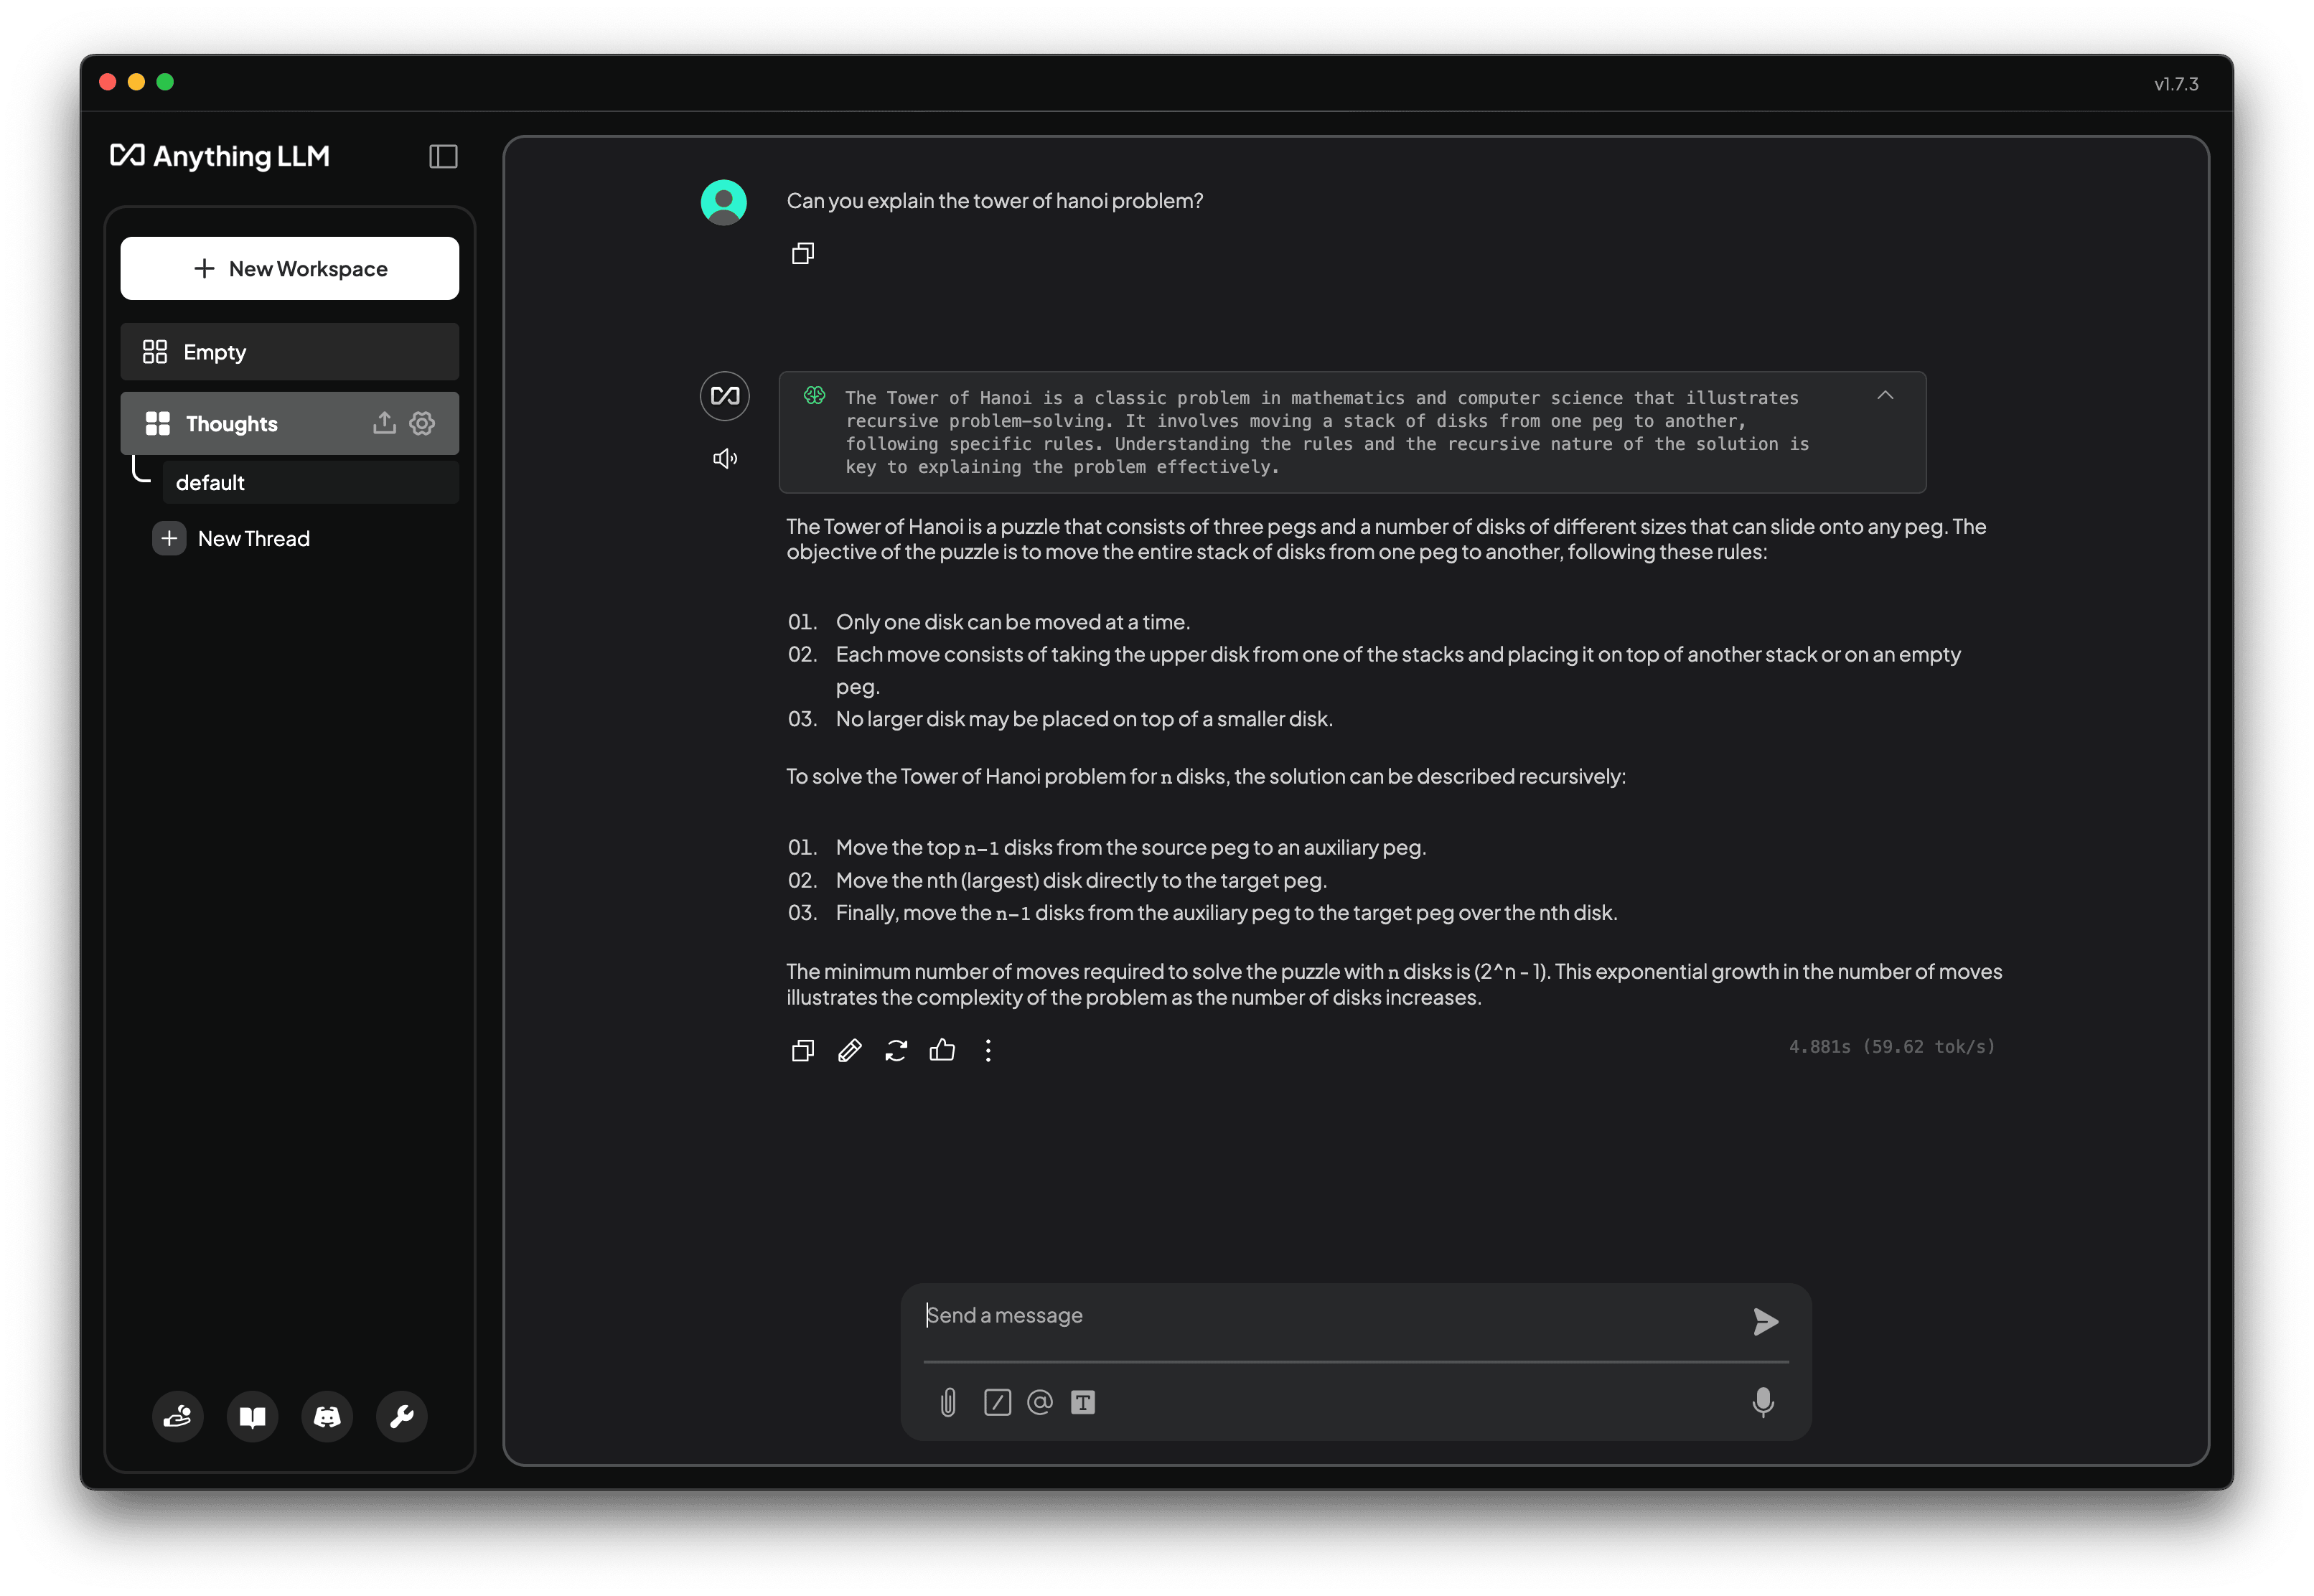 v1.7.3
Anything LLM
New Workspace
Empty
Thoughts
default
New Thread
Can you explain the tower of hanoi problem?
The Tower of Hanoi is a classic problem in mathematics and computer science that illustrates
recursive problem-solving. It involves moving a stack of disks from one peg to another,
following specific rules. Understanding the rules and the recursive nature of the solution is
key to explaining the problem effectively.
The Tower of Hanoi is a puzzle that consists of three pegs and a number of disks of different sizes that can slide onto any peg. The
objective of the puzzle is to move the entire stack of disks from one peg to another, following these rules:
01. Only one disk can be moved at a time.
02. Each move consists of taking the upper disk from one of the stacks and placing it on top of another stack or on an empty
peg.
03. No larger disk may be placed on top of a smaller disk.
To solve the Tower of Hanoi problem for n disks, the solution can be described recursively:
01. Move the top n-1 disks from the source peg to an auxiliary peg.
02. Move the nth (largest) disk directly to the target peg.
03. Finally, move the n-1 disks from the auxiliary peg to the target peg over the nth disk.
The minimum number of moves required to solve the puzzle with n disks is (2^n - 1). This exponential growth in the number of moves
illustrates the complexity of the problem as the number of disks increases.
4.881s (59.62 tok/s)
Send a message